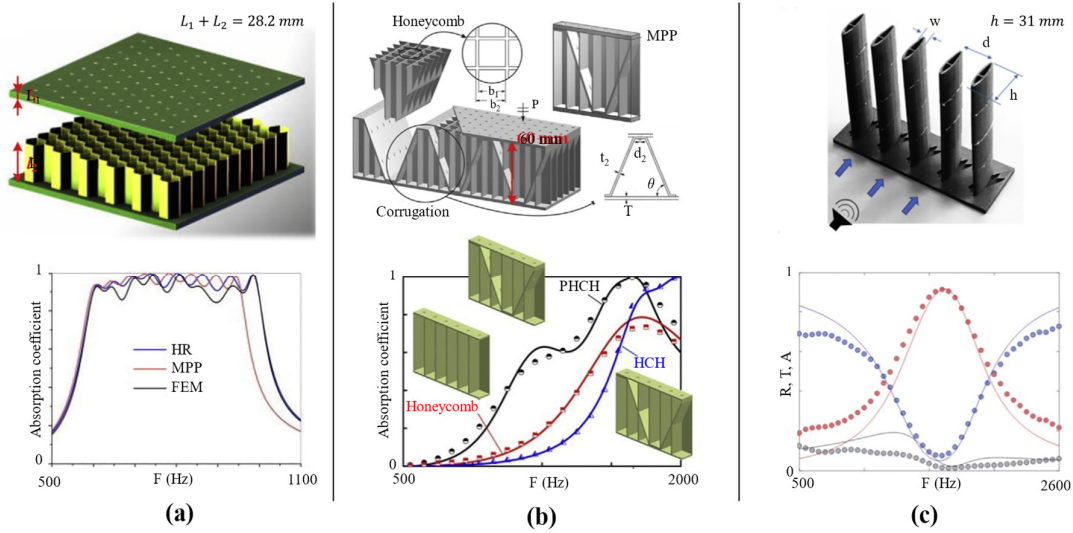 L₁ + L₂ = 28.2 mm
L₁
L₂
1
Absorption coefficient
HR
MPP
FEM
0
500
F (Hz)
1100
(a)
Honeycomb
MPP
b₁
b₂
P
60 mm
t₂
d₂
θ
T
Corrugation
1
Absorption coefficient
PHCH
HCH
Honeycomb
0
500
F (Hz)
2000
(b)
h = 31 mm
w
d
h
1
R, T, A
0
500
F (Hz)
2600
(c)